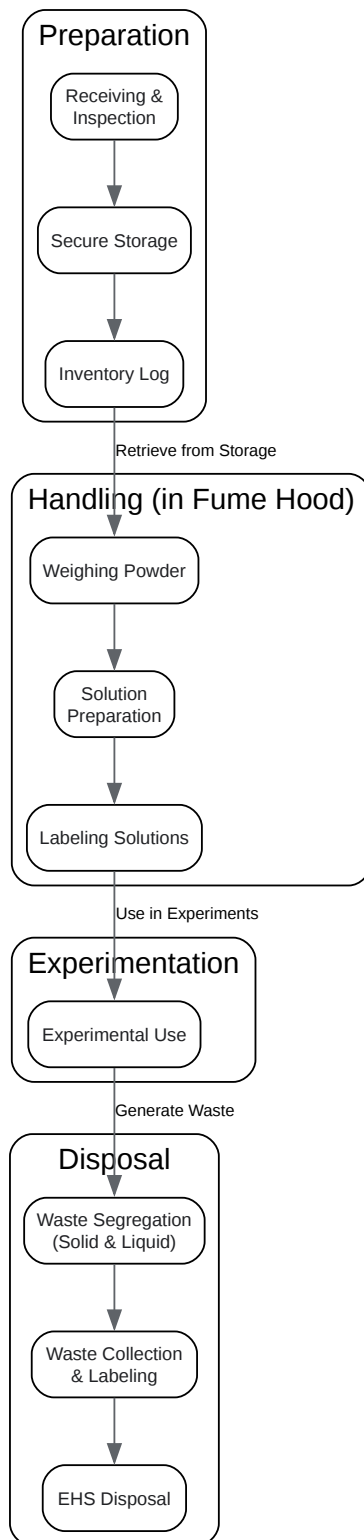 Preparation
Receiving &
Inspection
Secure Storage
Inventory Log
Retrieve from Storage
Handling (in Fume Hood)
Weighing Powder
Solution
Preparation
Labeling Solutions
Use in Experiments
Experimentation
Experimental Use
Generate Waste
Disposal
Waste Segregation
(Solid & Liquid)
Waste Collection
& Labeling
EHS Disposal